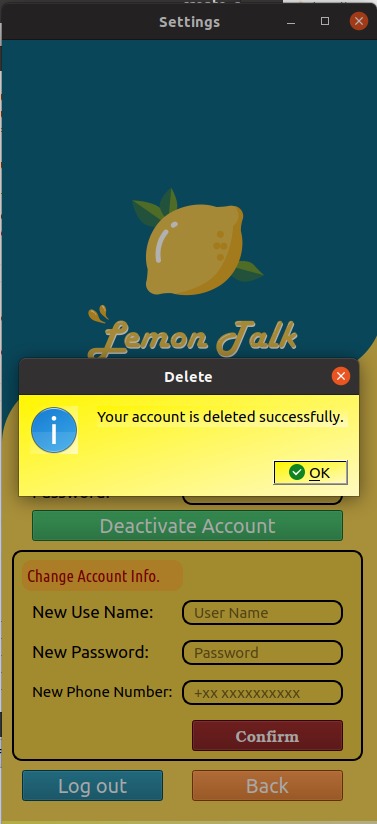 Settings
Lemon Talk
Delete
Your account is deleted successfully.
OK
Deactivate Account
Change Account Info.
New Use Name:
User Name
New Password:
Password
New Phone Number:
+xx xxxxxxxxxx
Confirm
Log out
Back